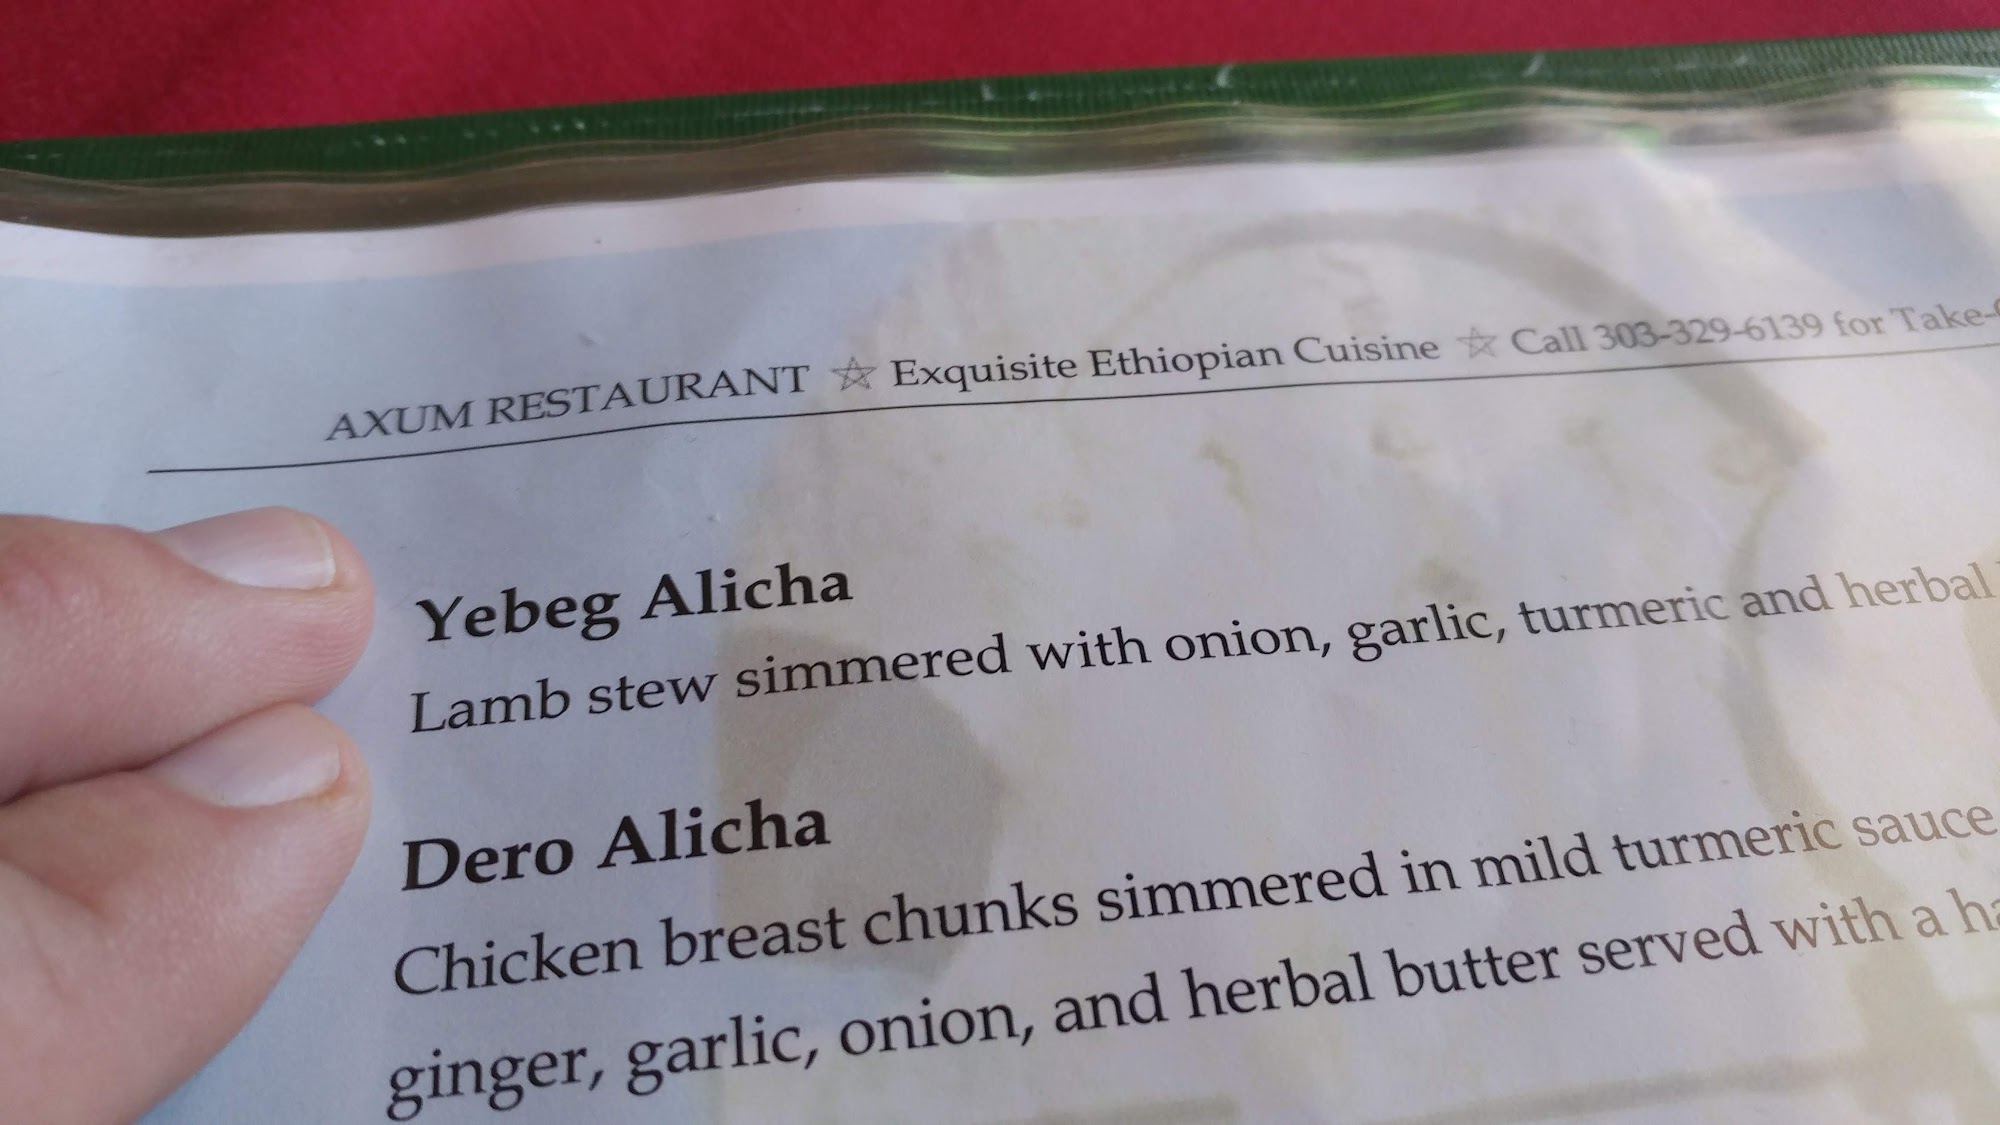 AXUM RESTAURANT ☆ Exquisite Ethiopian Cuisine ☆ Call 303-329-6139 for Take-
Yebeg Alicha
Lamb stew simmered with onion, garlic, turmeric and herbal
Dero Alicha
Chicken breast chunks simmered in mild turmeric sauce
ginger, garlic, onion, and herbal butter served with a